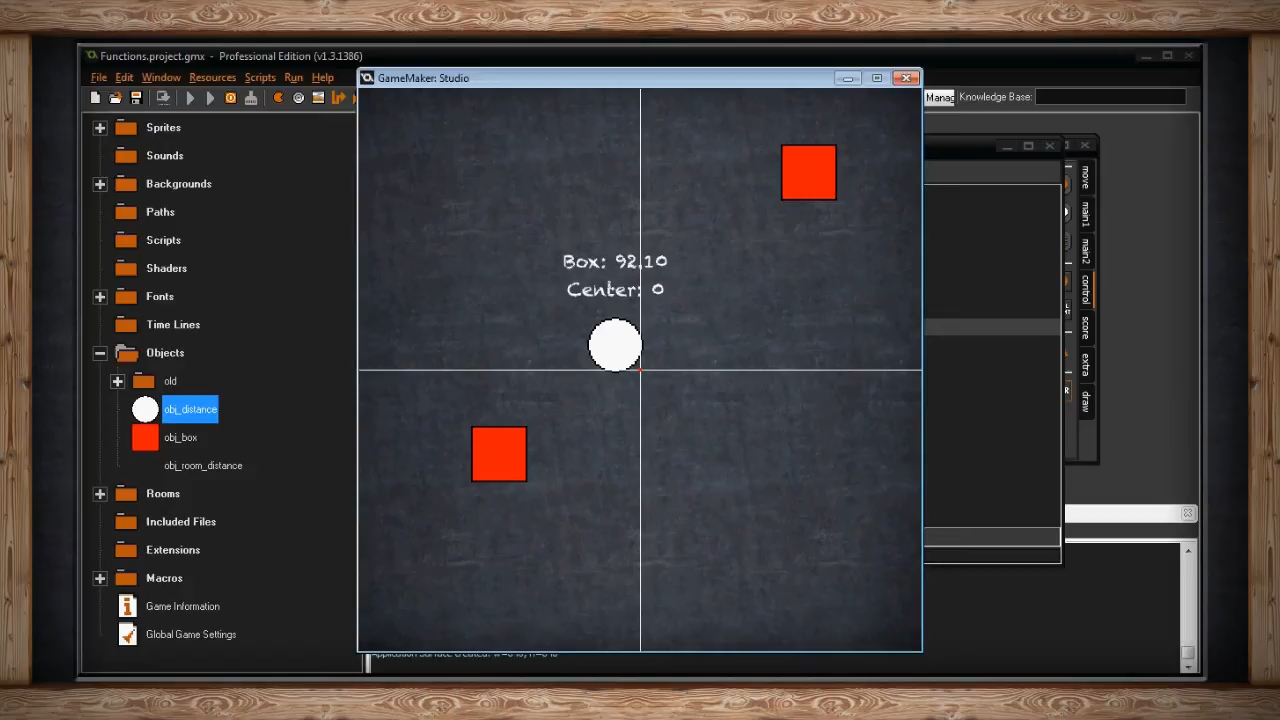 Functions.project.gmx - Professional Edition (v1.3.1386)
File Edit Window Resources Scripts Run Help
GameMaker: Studio
Manag
Knowledge Base:
Sprites
Sounds
Backgrounds
Paths
Scripts
Shaders
Fonts
Time Lines
Objects
old
obj_distance
obj_box
obj_room_distance
Rooms
Included Files
Extensions
Macros
Game Information
Global Game Settings
Box: 92.10
Center: 0
move
main1
main2
control
score
extra
draw